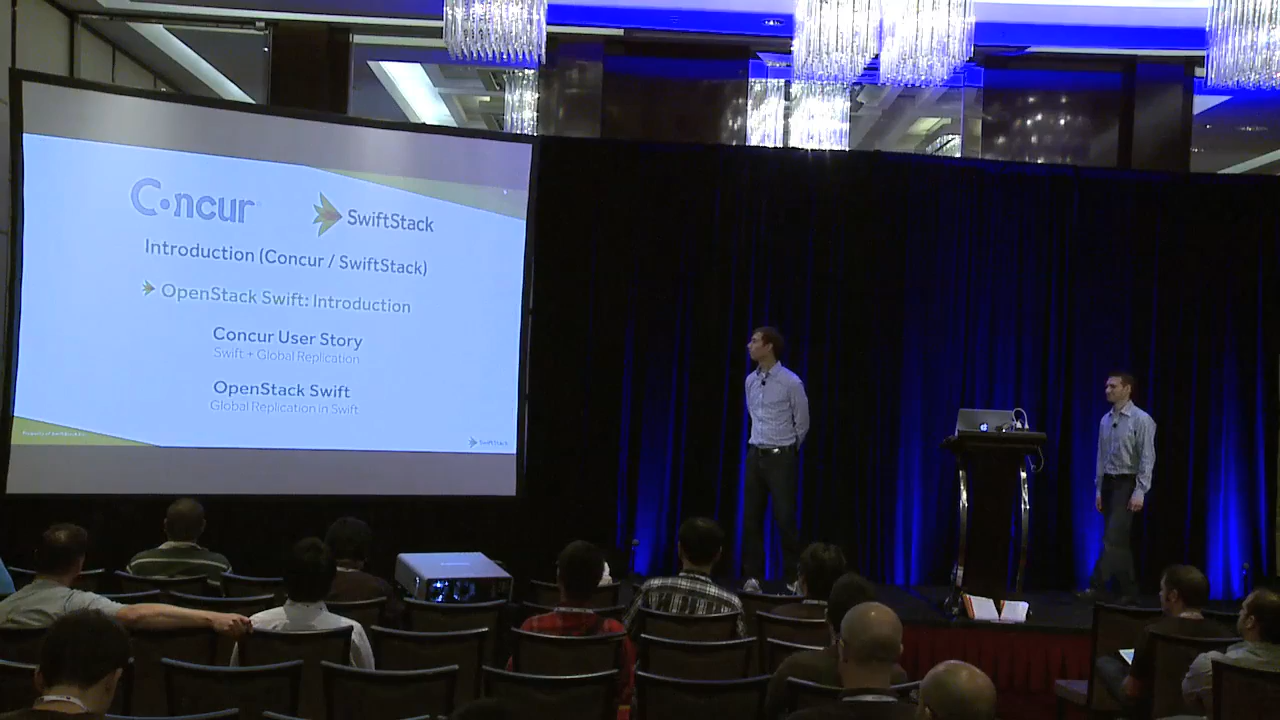 Concur
SwiftStack
Introduction (Concur / SwiftStack)
OpenStack Swift: Introduction
Concur User Story
Swift + Global Replication
OpenStack Swift
Global Replication in Swift
SwiftStack